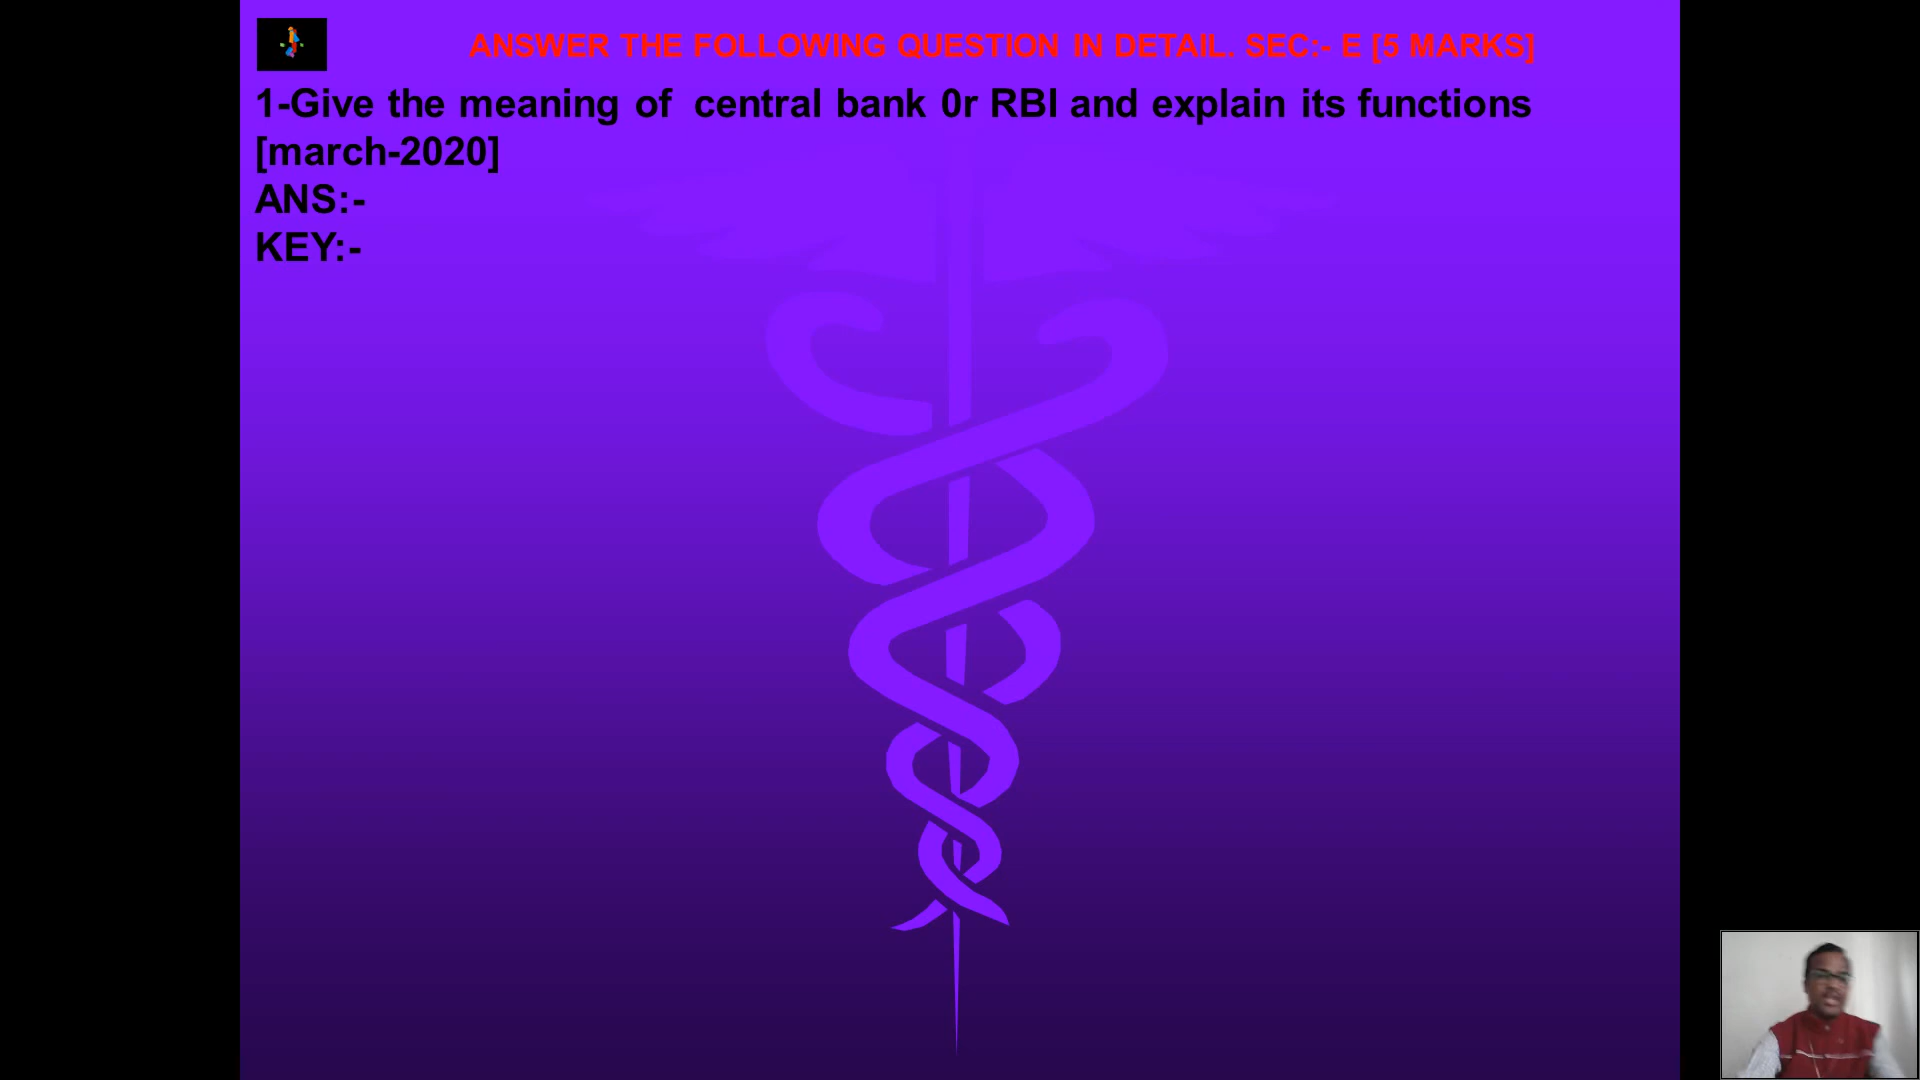 ANSWER THE FOLLOWING QUESTION IN DETAIL. SEC:- E [5 MARKS]
1-Give the meaning of central bank 0r RBI and explain its functions
[march-2020]
ANS:-
KEY:-